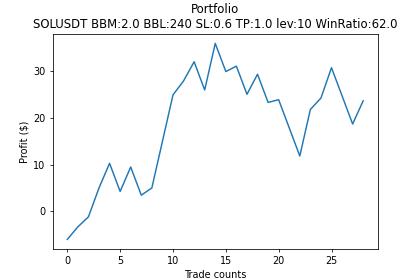 Portfolio
SOLUSDT BBM:2.0 BBL:240 SL:0.6 TP:1.0 lev:10 WinRatio:62.0
Profit ($)
30
20
10
0
0 5 10 15 20 25
Trade counts